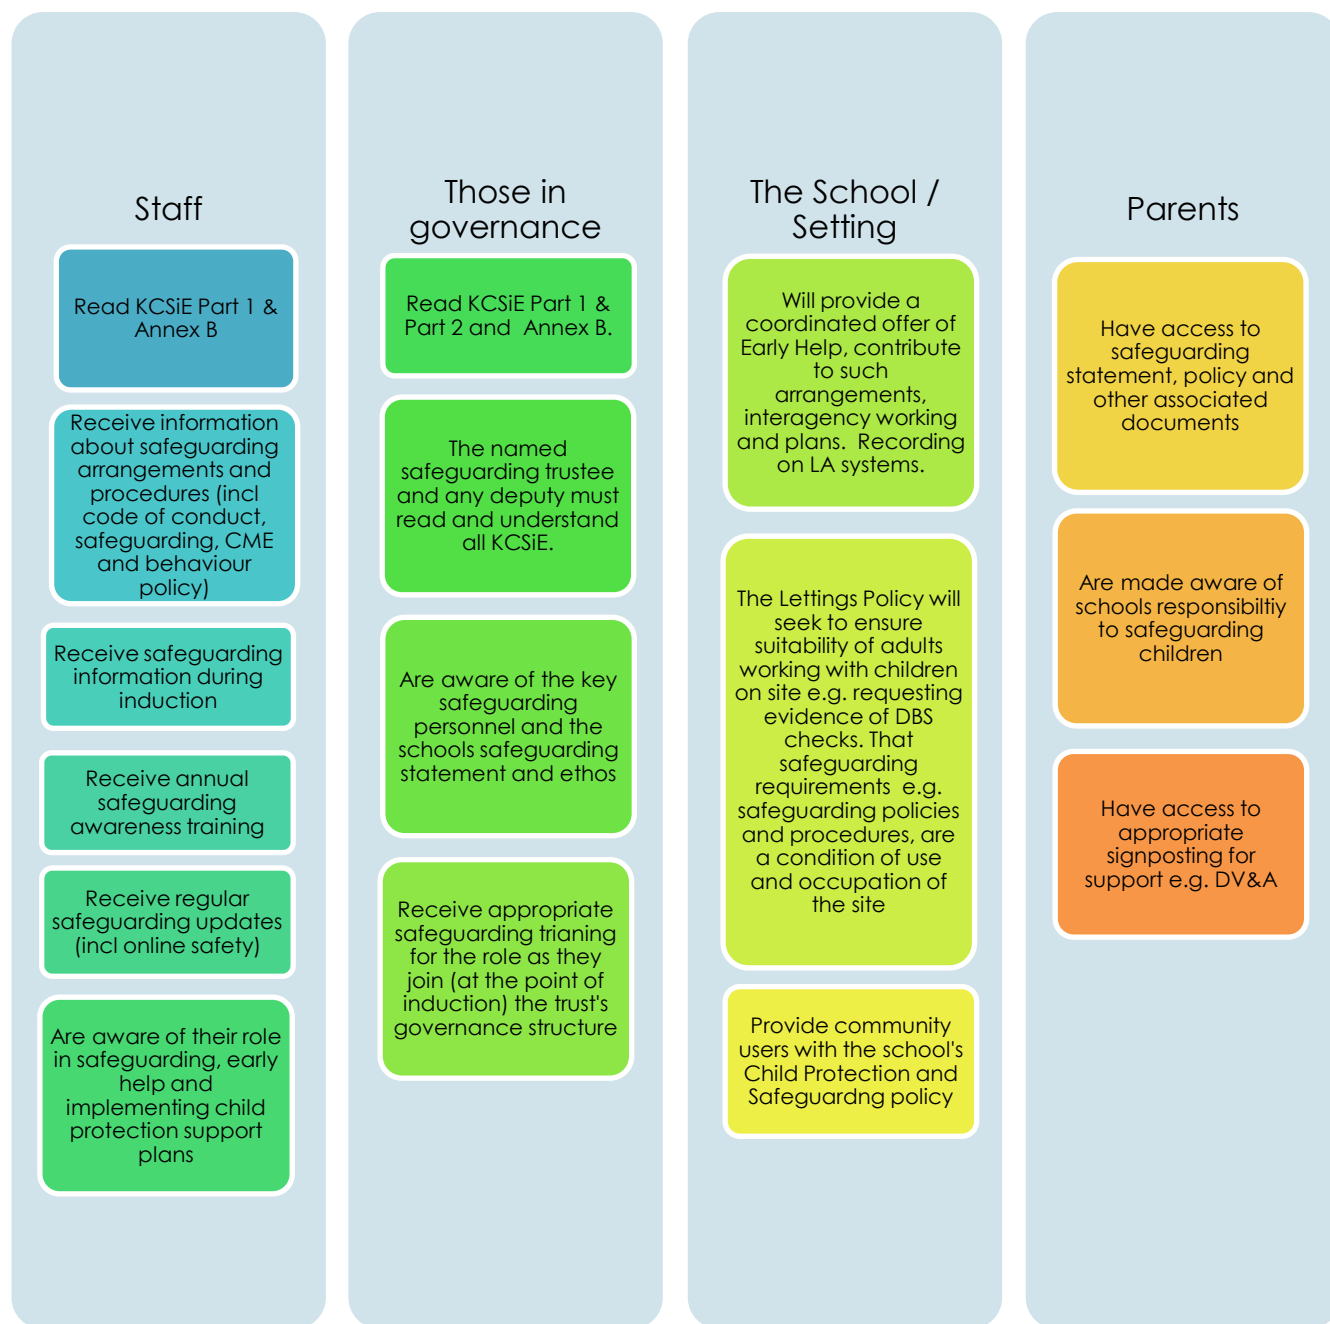 Staff
Read KCSiE Part 1 &
Annex B
Receive information
about safeguarding
arrangements and
procedures (incl
code of conduct,
safeguarding, CME
and behaviour
policy)
Receive safeguarding
information during
induction
Receive annual
safeguarding
awareness training
Receive regular
safeguarding updates
(incl online safety)
Are aware of their role
in safeguarding, early
help and
implementing child
protection support
plans
Those in
governance
Read KCSiE Part 1 &
Part 2 and  Annex B.
The named
safeguarding trustee
and any deputy must
read and understand
all KCSiE.
Are aware of the key
safeguarding
personnel and the
schools safeguarding
statement and ethos
Receive appropriate
safeguarding trianing
for the role as they
join (at the point of
induction) the trust's
governance structure
The School /
Setting
Will provide a
coordinated offer of
Early Help, contribute
to such
arrangements,
interagency working
and plans.  Recording
on LA systems.
The Lettings Policy will
seek to ensure
suitability of adults
working with children
on site e.g. requesting
evidence of DBS
checks. That
safeguarding
requirements  e.g.
safeguarding policies
and procedures, are
a condition of use
and occupation of
the site
Provide community
users with the school's
Child Protection and
Safeguardng policy
Parents
Have access to
safeguarding
statement, policy and
other associated
documents
Are made aware of
schools responsibiltiy
to safeguarding
children
Have access to
appropriate
signposting for
support e.g. DV&A